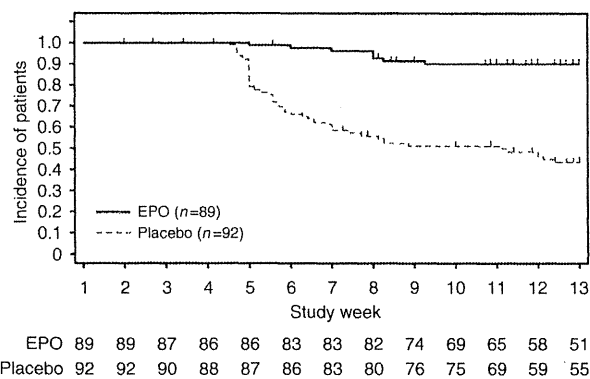 Incidence of patients
1.0
0.9
0.8
0.7
0.6
0.5
0.4
0.3
0.2
0.1
0
EPO (n=89)
Placebo (n=92)
1 2 3 4 5 6 7 8 9 10 11 12 13
Study week
EPO 89 89 87 86 86 83 83 82 74 69 65 58 51
Placebo 92 92 90 88 87 86 83 80 76 75 69 59 55